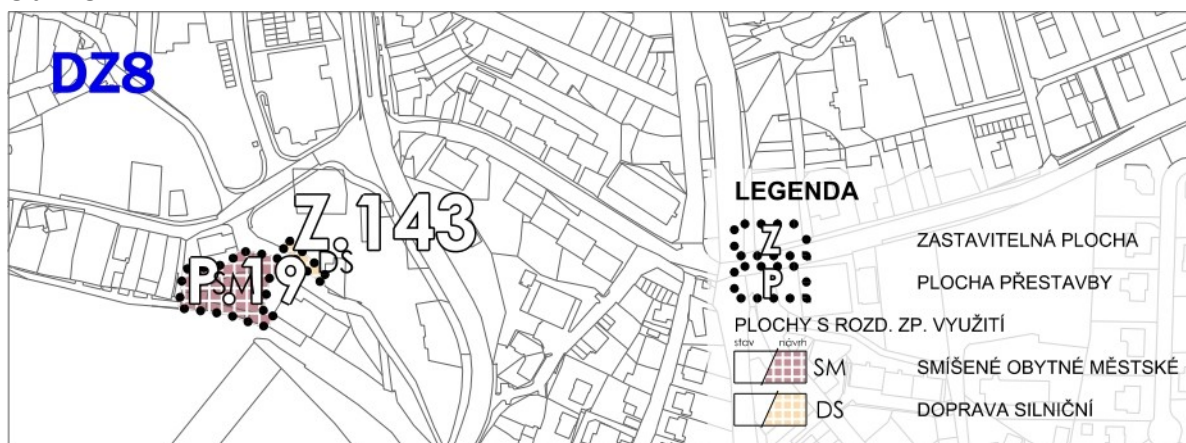 DZ8
Z.143
DS
P.19
SM
LEGENDA
Z ZASTAVITELNÁ PLOCHA
P PLOCHA PŘESTAVBY
PLOCHY S ROZD. ZP. VYUŽITÍ
stav návrh
SM SMÍŠENÉ OBYTNÉ MĚSTSKÉ
DS DOPRAVA SILNIČNÍ